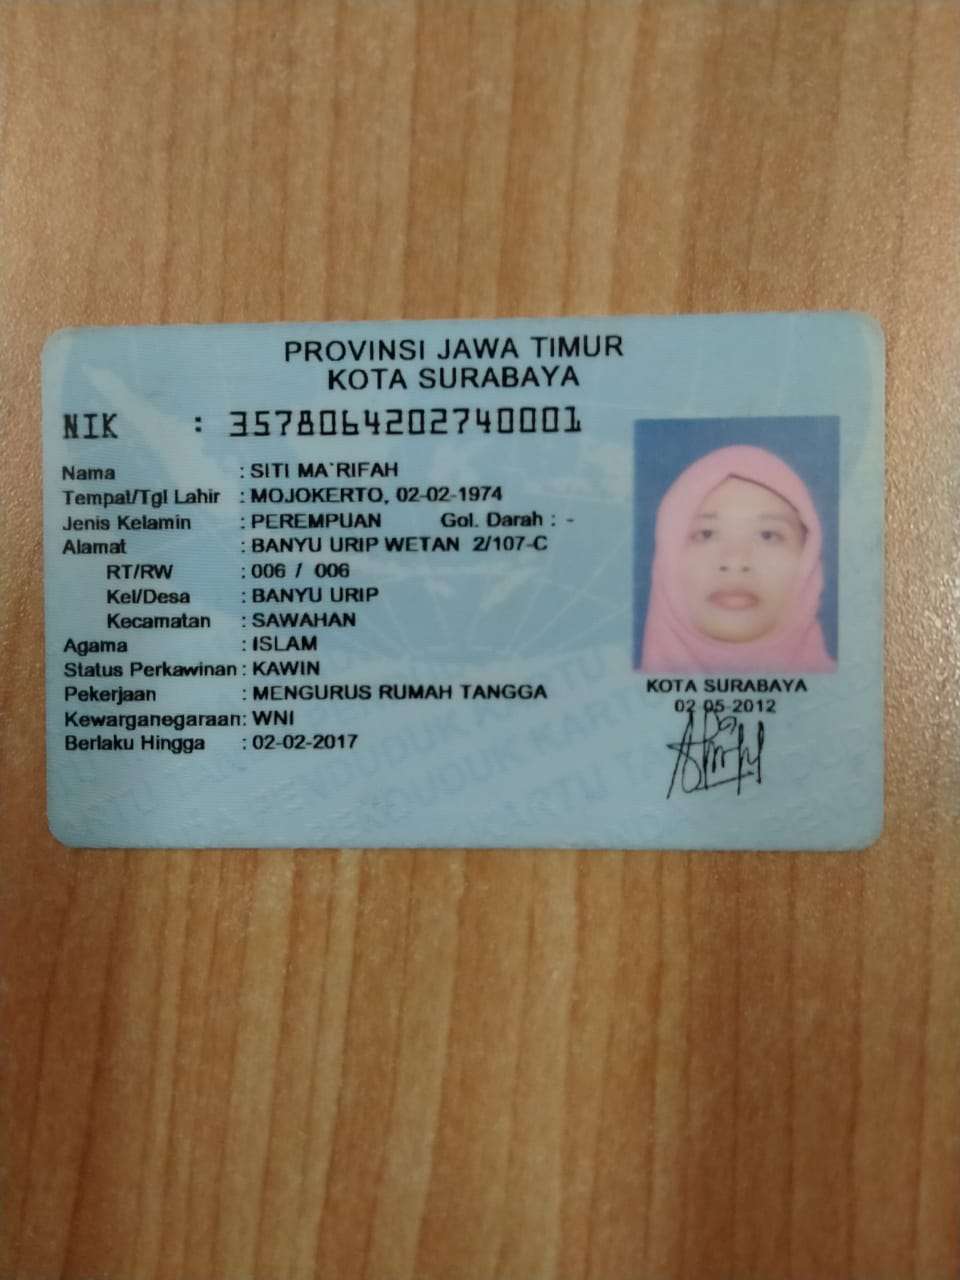 PROVINSI JAWA TIMUR
KOTA SURABAYA
NIK : 3578064202740001
Nama : SITI MA`RIFAH
Tempat/Tgl Lahir : MOJOKERTO, 02-02-1974
Jenis Kelamin : PEREMPUAN Gol. Darah : -
Alamat : BANYU URIP WETAN 2/107-C
RT/RW : 006 / 006
Kel/Desa : BANYU URIP
Kecamatan : SAWAHAN
Agama : ISLAM
Status Perkawinan : KAWIN
Pekerjaan : MENGURUS RUMAH TANGGA
Kewarganegaraan: WNI
Berlaku Hingga : 02-02-2017
KOTA SURABAYA
02-05-2012